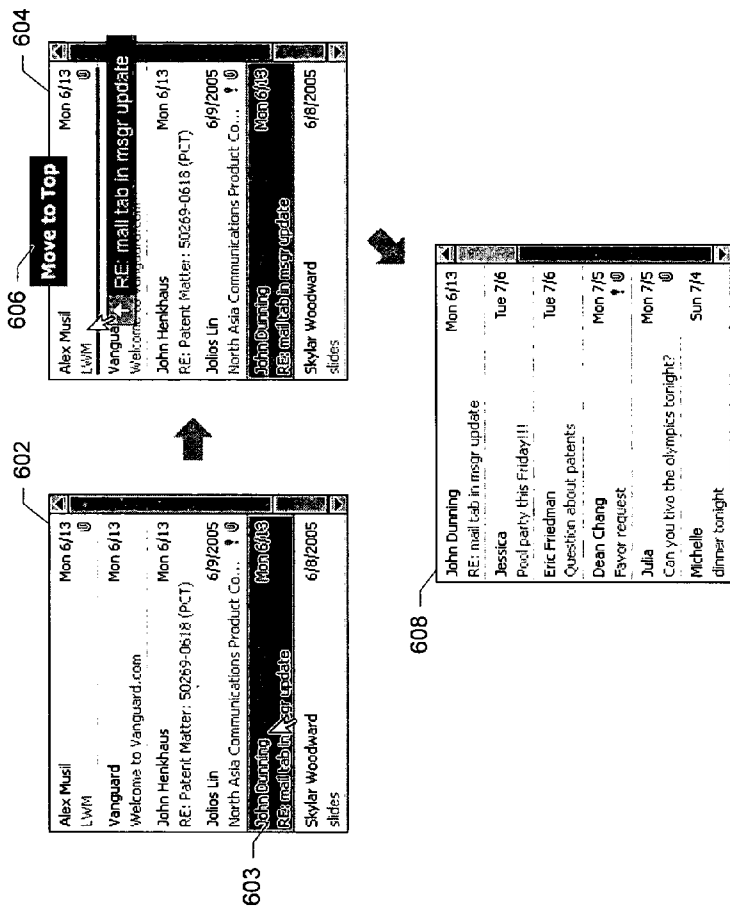 602
Alex Musil Mon 6/13
LWM
Vanguard Mon 6/13
Welcome to Vanguard.com
John Henkhaus Mon 6/13
RE: Patent Matter: 50269-0618 (PCT)
Jolios Lin 6/9/2005
North Asia Communications Product Co... !
John Dunning Mon 6/13
RE: mail tab in msgr update
Skylar Woodward 6/8/2005
slides
603
604
606
Move to Top
Alex Musil Mon 6/13
LWM
Vanguard
RE: mail tab in msgr update
Welcome to Vanguard.com
John Henkhaus Mon 6/13
RE: Patent Matter: 50269-0618 (PCT)
Jolios Lin 6/9/2005
North Asia Communications Product Co... !
John Dunning Mon 6/13
RE: mail tab in msgr update
Skylar Woodward 6/8/2005
slides
608
John Dunning Mon 6/13
RE: mail tab in msgr update
Jessica Tue 7/6
Pool party this Friday!!!
Eric Friedman Tue 7/6
Question about patents
Dean Chang Mon 7/5
Favor request !
Julia Mon 7/5
Can you tivo the olympics tonight?
Michelle Sun 7/4
dinner tonight